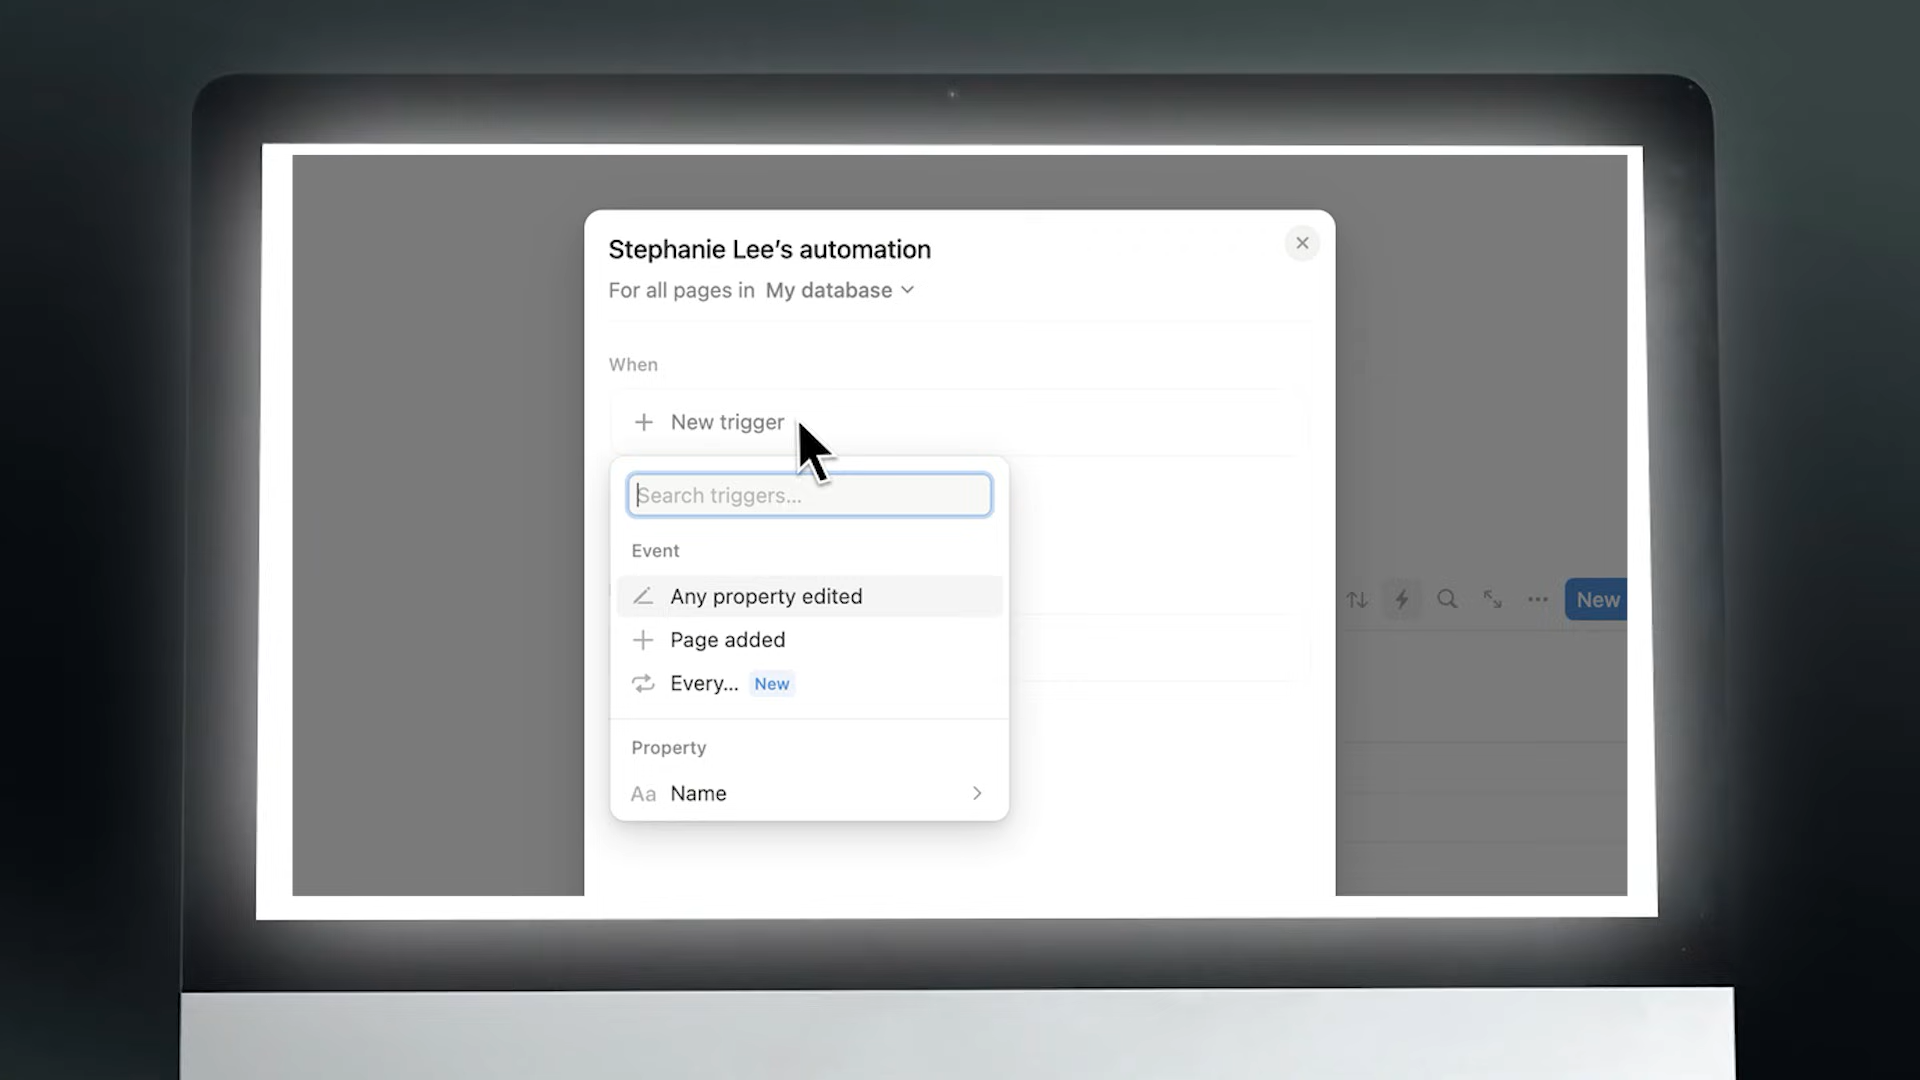 Stephanie Lee’s automation
For all pages in My database
When
New trigger
Search triggers...
Event
Any property edited
Page added
Every... New
Property
Aa Name
New